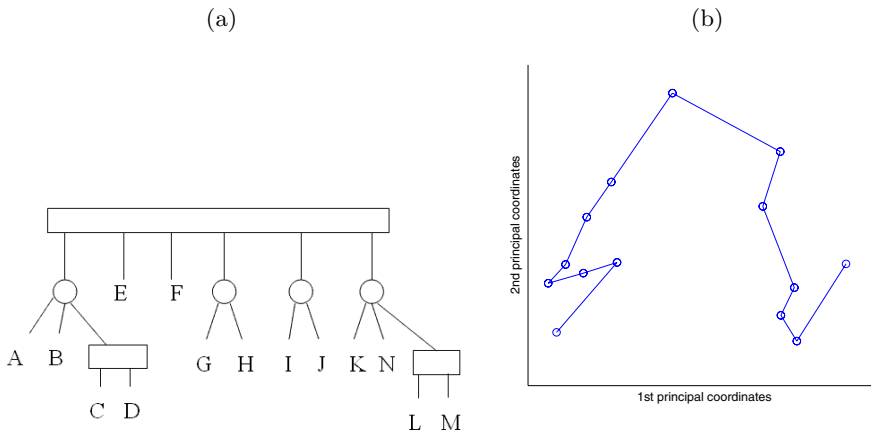 (a)
(b)
E F
A B G H I J K N
C D
L M
2nd principal coordinates
1st principal coordinates